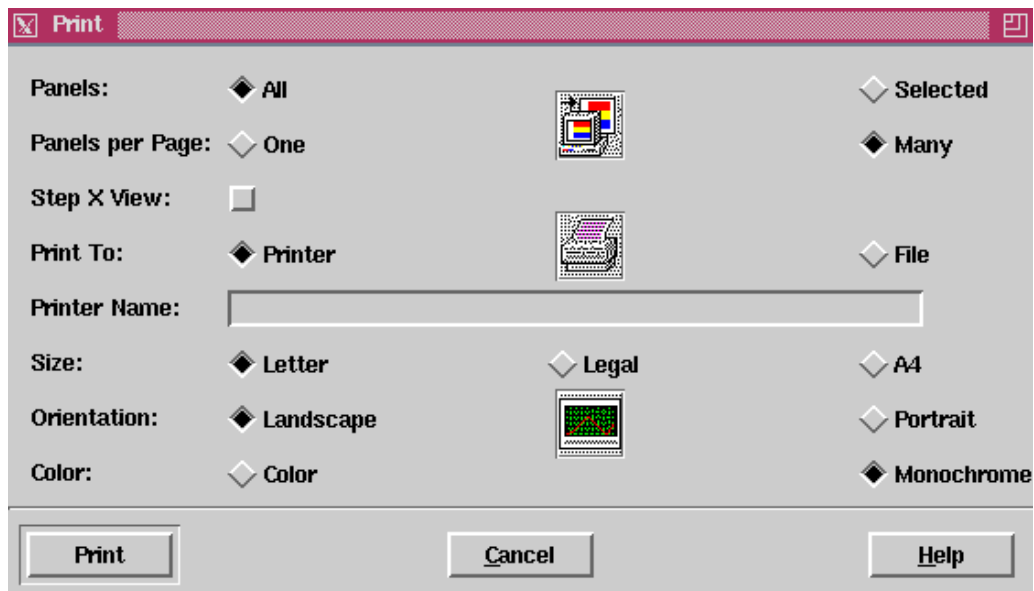 Print
Panels: All Selected
Panels per Page: One Many
Step X View:
Print To: Printer File
Printer Name:
Size: Letter Legal A4
Orientation: Landscape Portrait
Color: Color Monochrome
Print Cancel Help